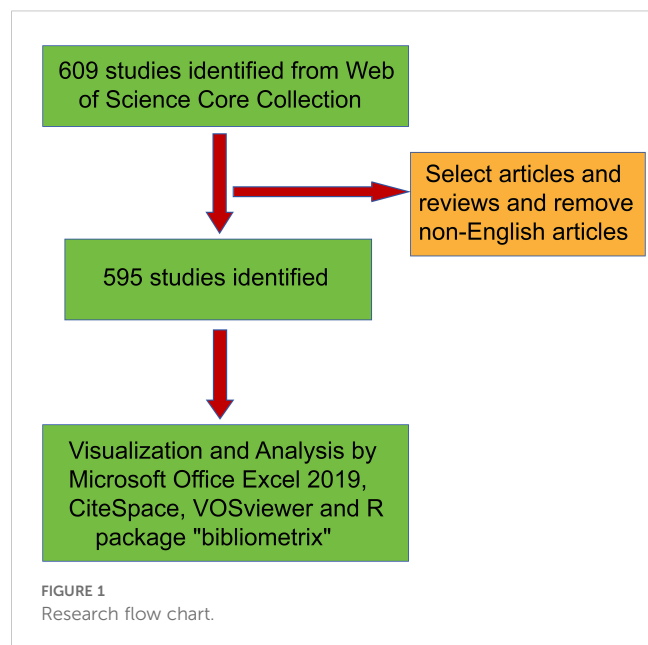 609 studies identified from Web
of Science Core Collection
Select articles and
reviews and remove
non-English articles
595 studies identified
Visualization and Analysis by
Microsoft Office Excel 2019,
CiteSpace, VOSviewer and R
package "bibliometrix"
FIGURE 1
Research flow chart.